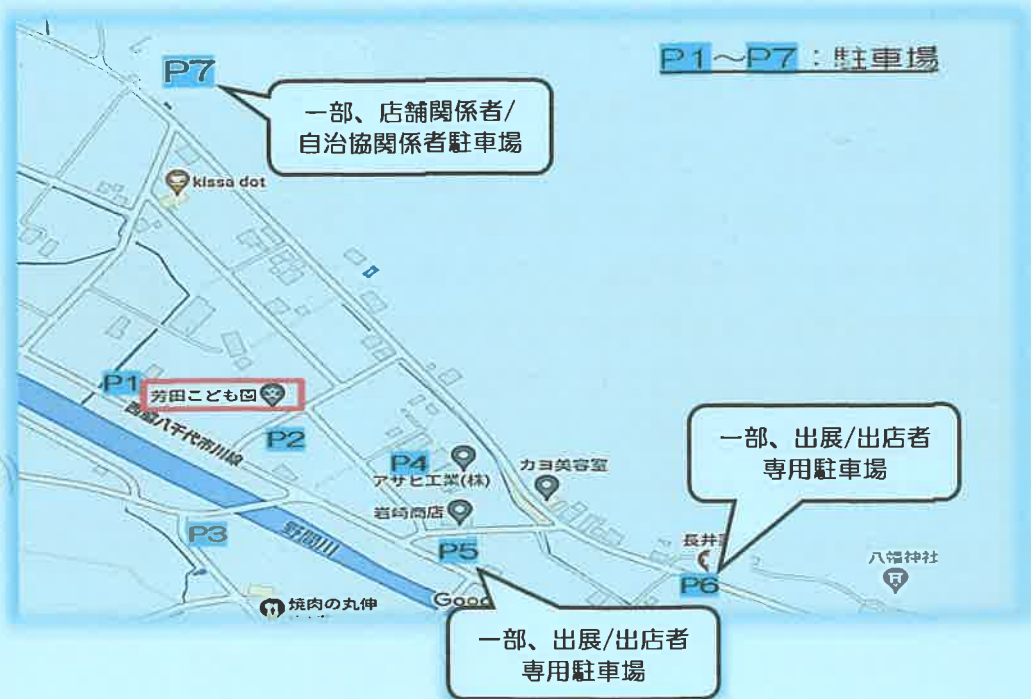 P1~P7:駐車場
P7
一部、店舗関係者/
自治協関係者駐車場
kissa dot
P1
芳田こども園
西脇八千代市川線
P2
P4
アサヒ工業(株)
カヨ美容室
一部、出展/出店者
専用駐車場
岩崎商店
P3
野間川
P5
長井
P6
八幡神社
焼肉の丸伸
Goo
一部、出展/出店者
専用駐車場